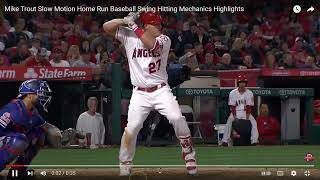 Mike Trout Slow Motion Home Run Baseball Swing Hitting Mechanics Highlights
State Farm
TOYOTA
TOYOTA
ANGELS
27
0:02 / 0:35